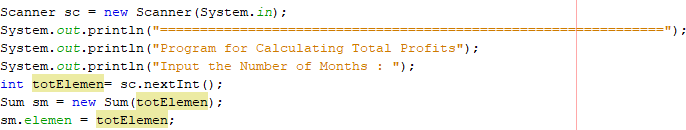 Scanner sc = new Scanner(System.in);
System.out.println("===============================================================");
System.out.println("Program for Calculating Total Profits");
System.out.println("Input the Number of Months : ");
int totElemen= sc.nextInt();
Sum sm = new Sum(totElemen);
sm.elemen = totElemen;